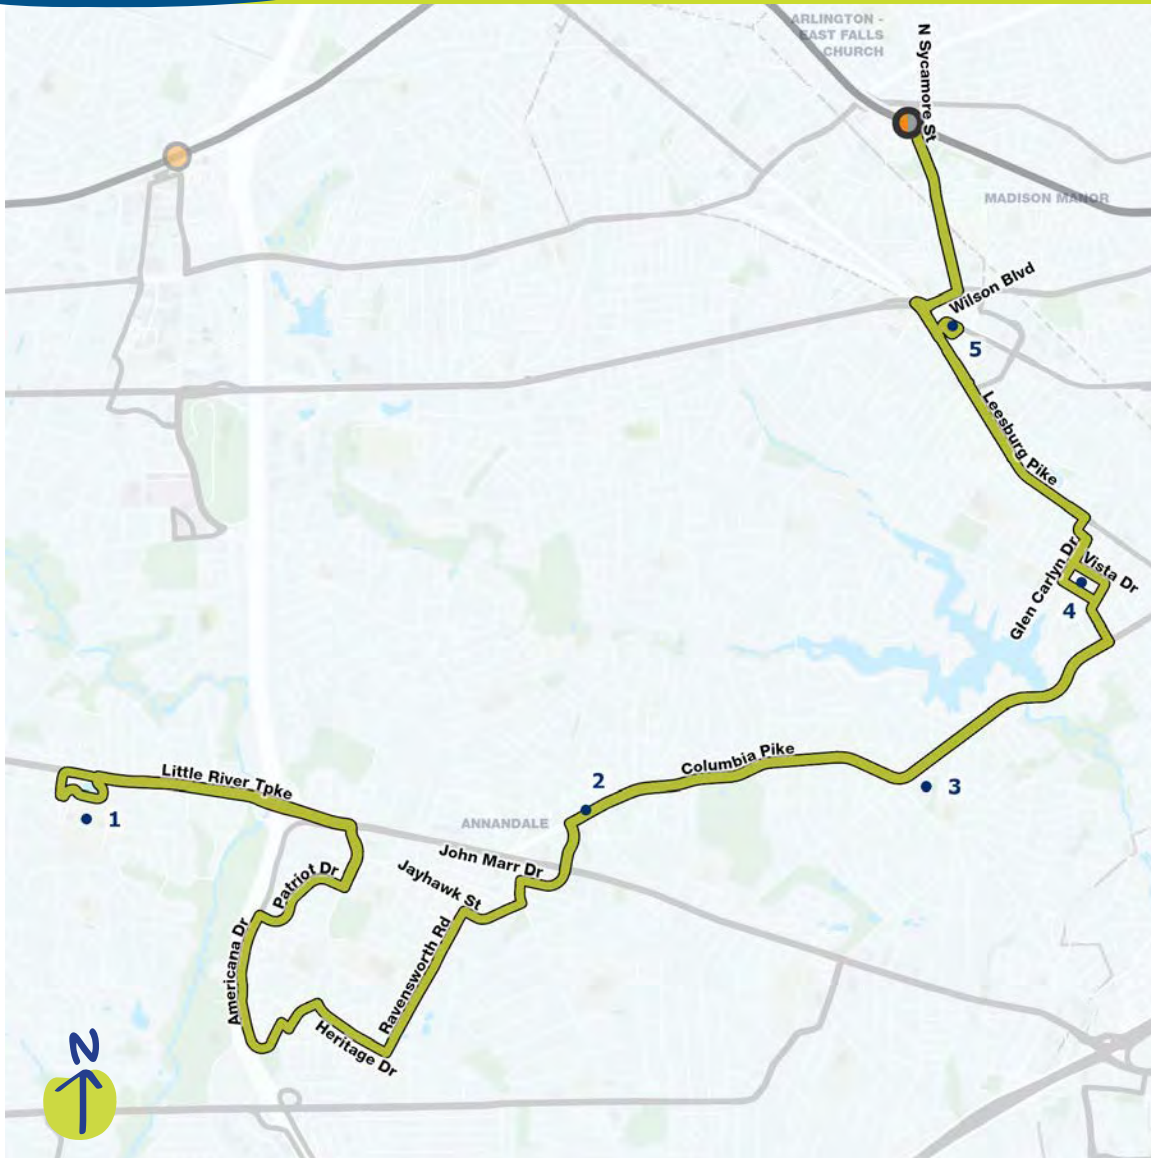 ARLINGTON -
EAST FALLS
CHURCH
N Sycamore St
MADISON MANOR
Wilson Blvd
5
Leesburg Pike
Glen Carlyn Dr
Vista Dr
4
Columbia Pike
2
3
Little River Tpke
1
ANNANDALE
John Marr Dr
Jayhawk St
Patriot Dr
Americana Dr
Ravensworth Rd
Heritage Dr
N